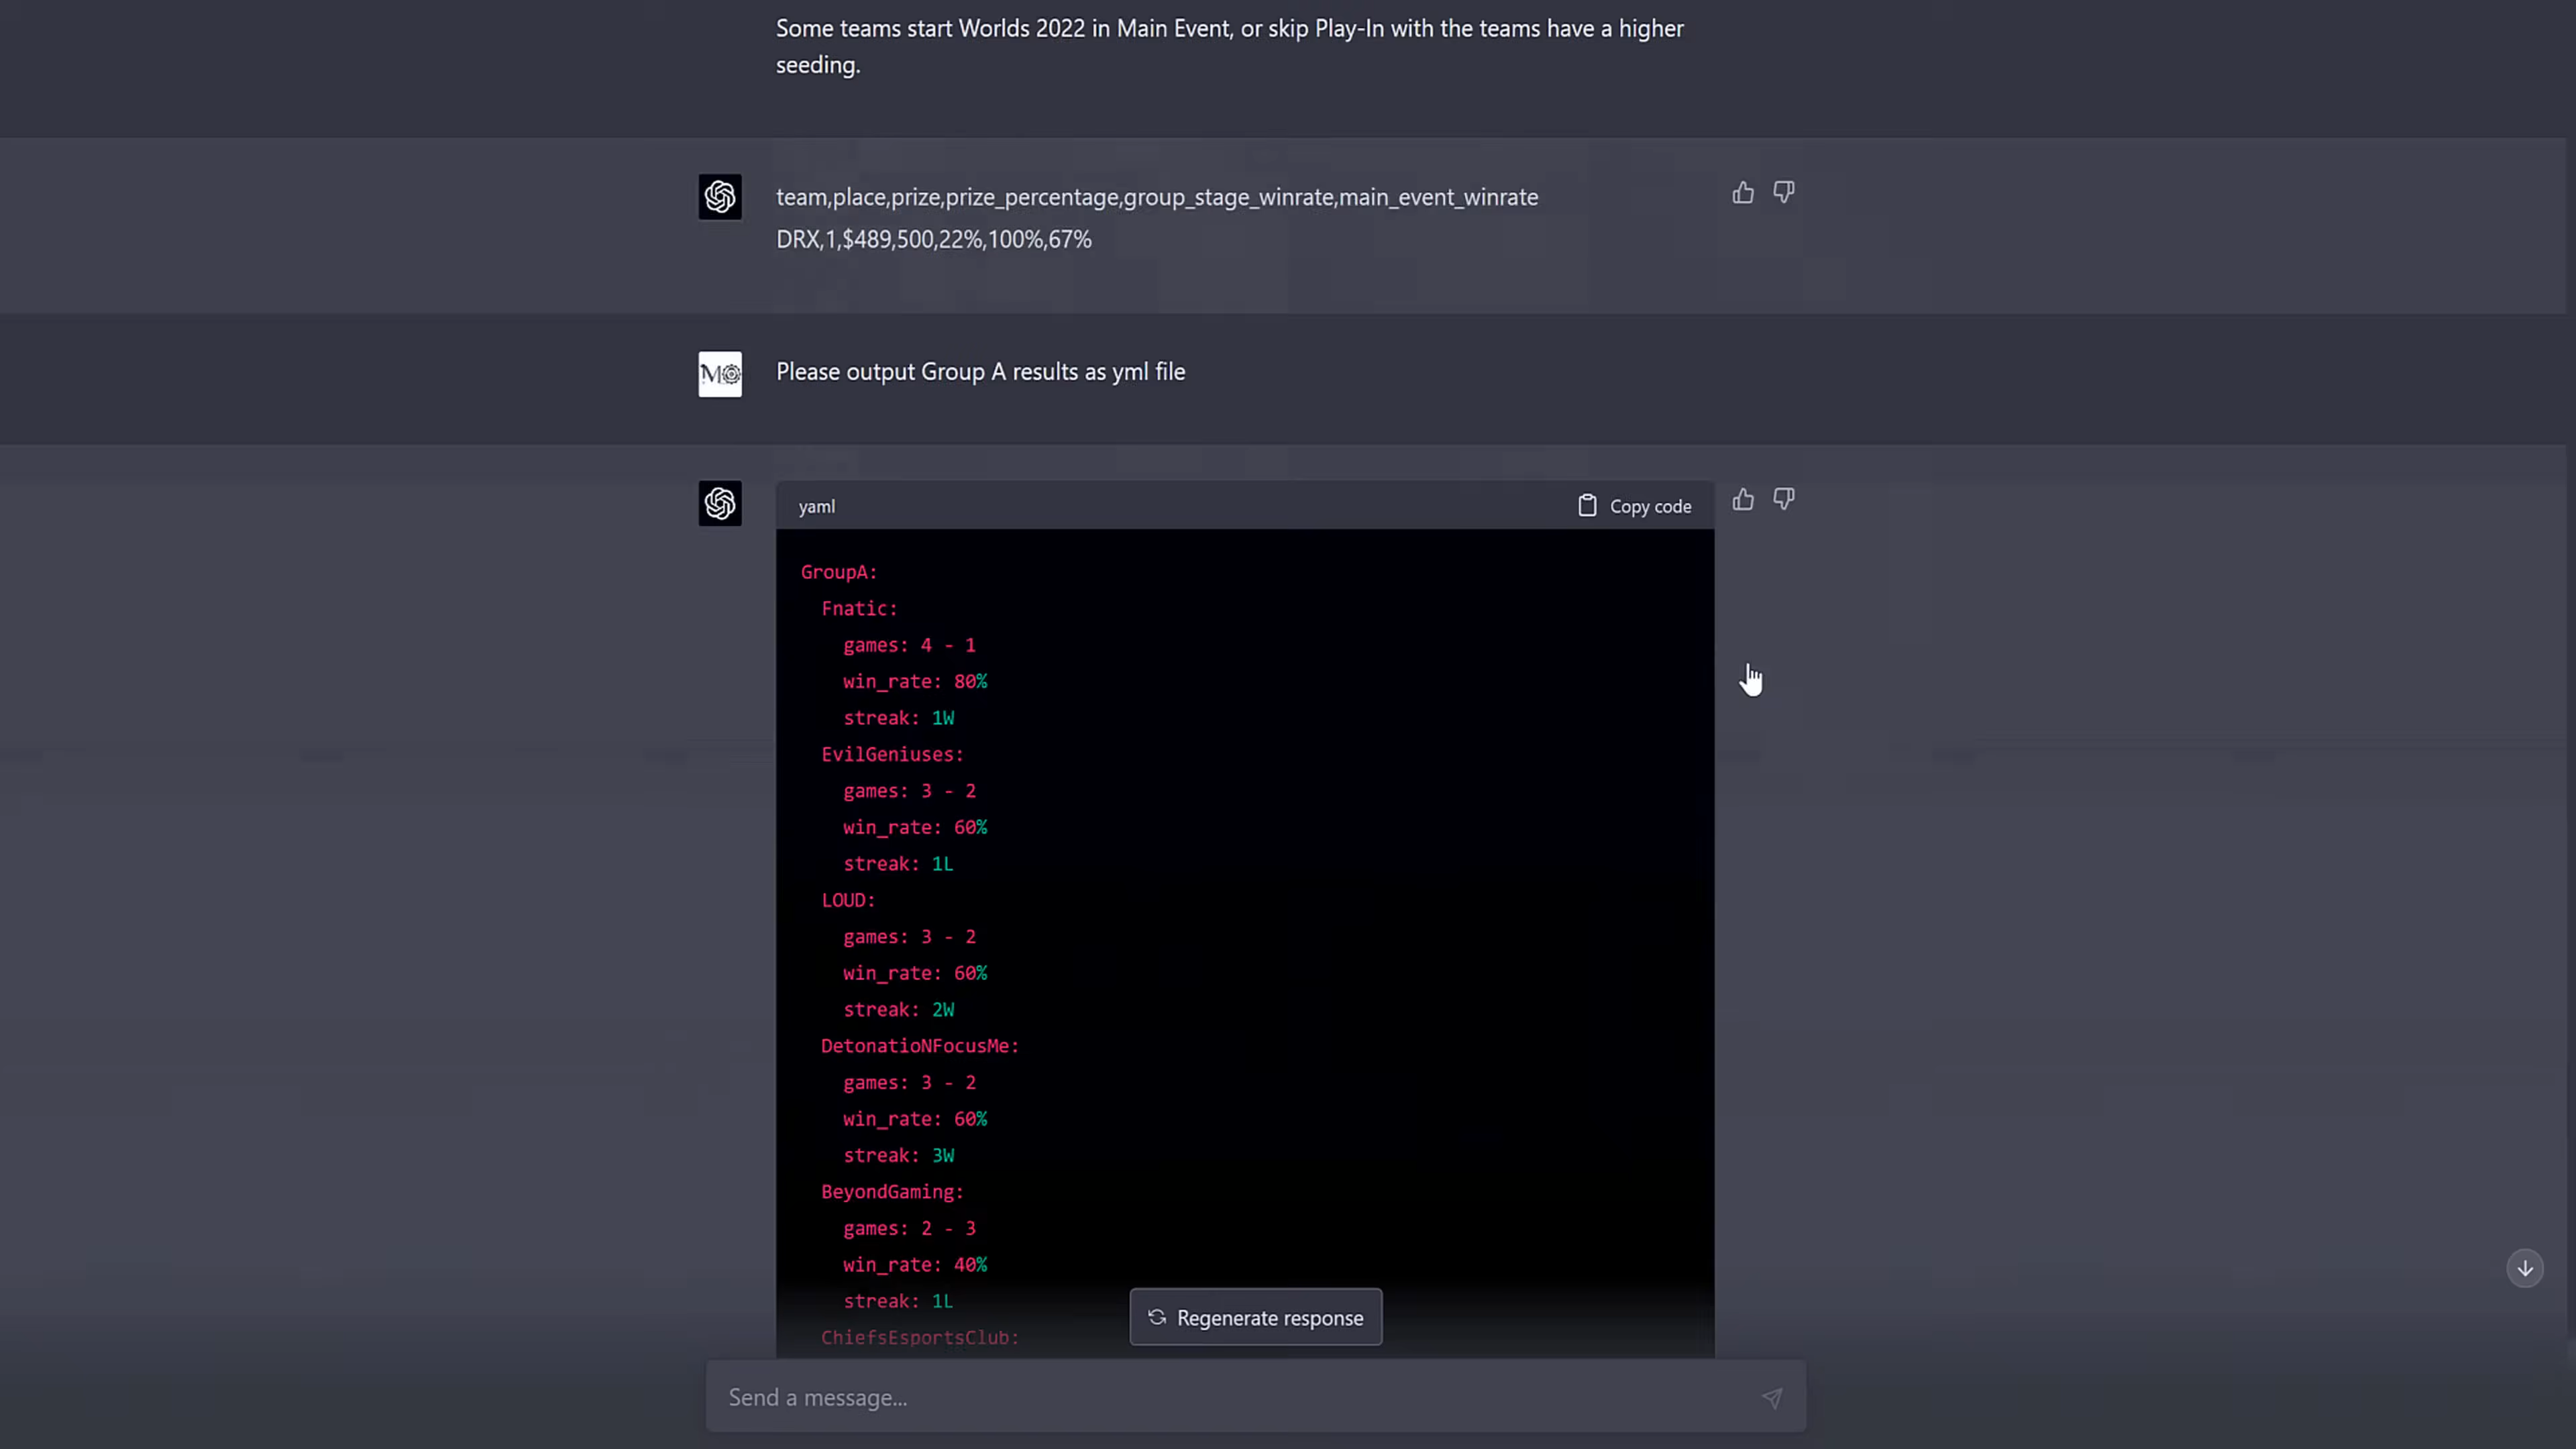 Some teams start Worlds 2022 in Main Event, or skip Play-In with the teams have a higher
seeding.
team,place,prize,prize_percentage,group_stage_winrate,main_event_winrate
DRX,1,$489,500,22%,100%,67%
MO
Please output Group A results as yml file
yaml
Copy code
GroupA:
Fnatic:
games: 4 - 1
win_rate: 80%
streak: 1W
EvilGeniuses:
games: 3 - 2
win_rate: 60%
streak: 1L
LOUD:
games: 3 - 2
win_rate: 60%
streak: 2W
DetonatioNFocusMe:
games: 3 - 2
win_rate: 60%
streak: 3W
BeyondGaming:
games: 2 - 3
win_rate: 40%
streak: 1L
ChiefsEsportsClub:
Regenerate response
Send a message...